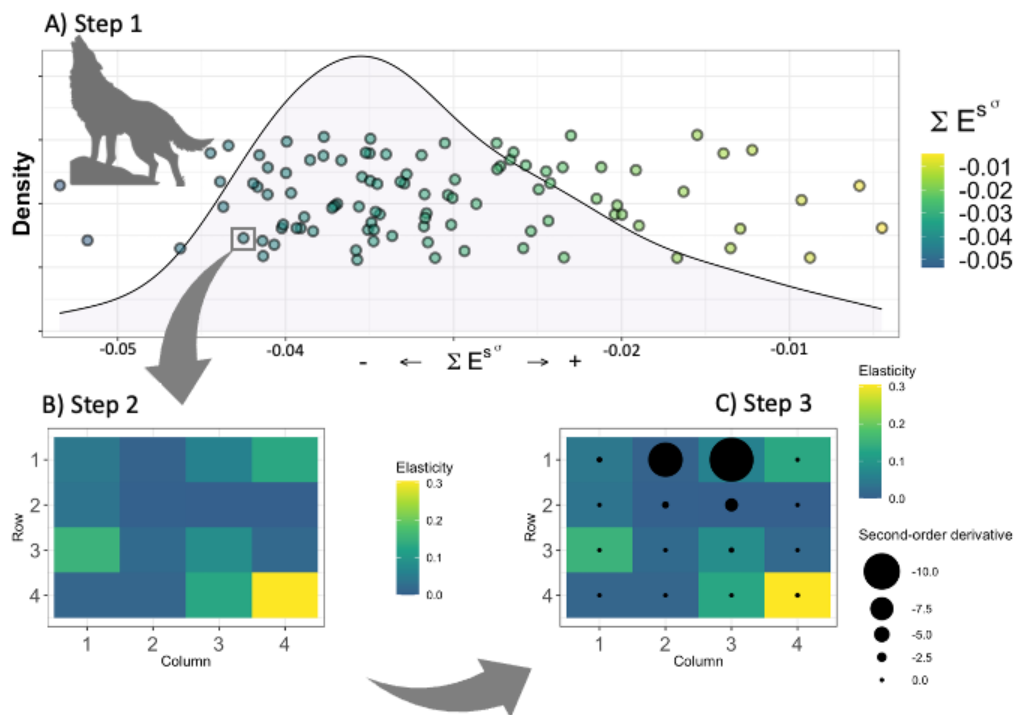 A) Step 1
Density
Σ E^s^σ
-0.01
-0.02
-0.03
-0.04
-0.05
-0.05 -0.04 -0.02 -0.01
- ← Σ E^s^σ → +
B) Step 2
Row
1
2
3
4
1 2 3 4
Column
Elasticity
0.3
0.2
0.1
0.0
C) Step 3
Row
1
2
3
4
1 2 3 4
Column
Elasticity
0.3
0.2
0.1
0.0
Second-order derivative
-10.0
-7.5
-5.0
-2.5
0.0